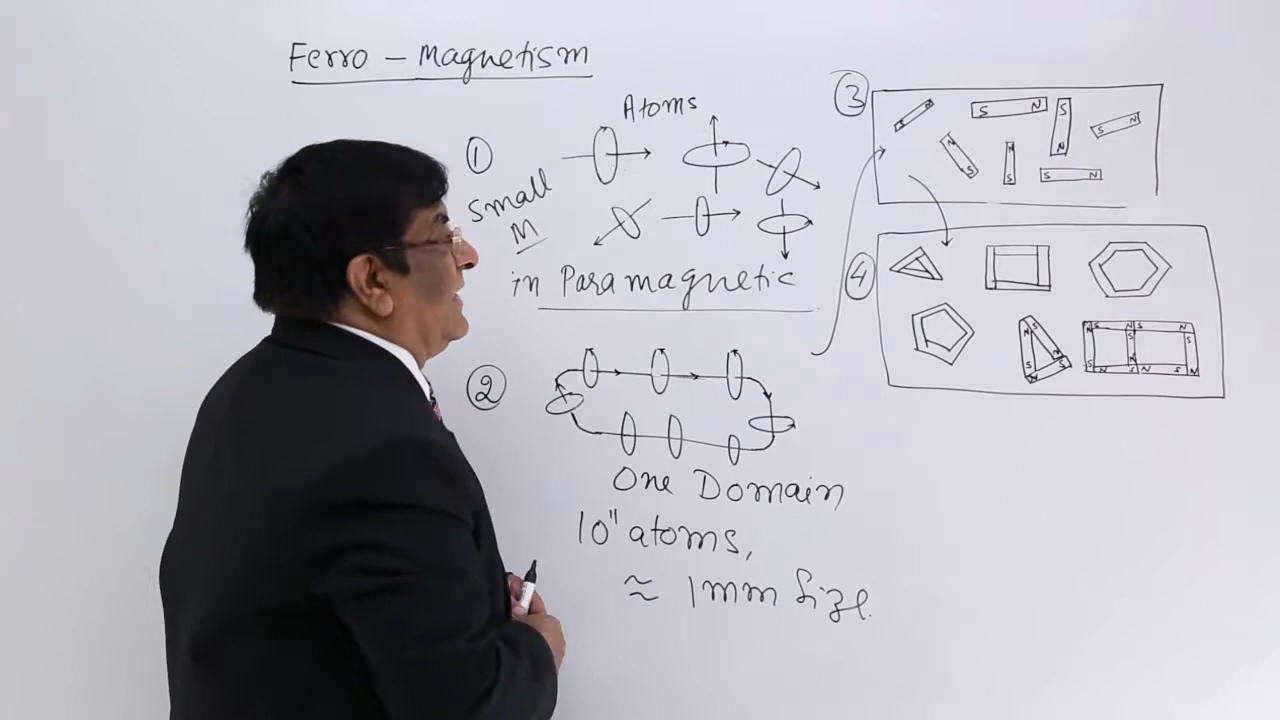 Ferro - Magnetism
Atoms
①
small
M
in Paramagnetic
②
One Domain
10" atoms,
≈ 1mm Size.
③
S N
S N
S N
S N
N S
N S
S N
④
N S N S
S N
S N
N S N S N
S N S N
S N S N